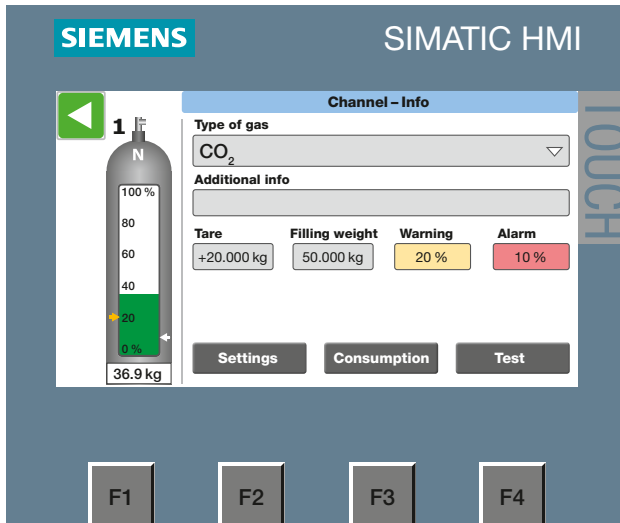 SIEMENS
SIMATIC HMI
TOUCH
Channel – Info
1
N
100 %
80
60
40
20
0 %
36.9 kg
Type of gas
CO₂
Additional info
Tare Filling weight Warning Alarm
+20.000 kg 50.000 kg 20 % 10 %
Settings Consumption Test
F1 F2 F3 F4